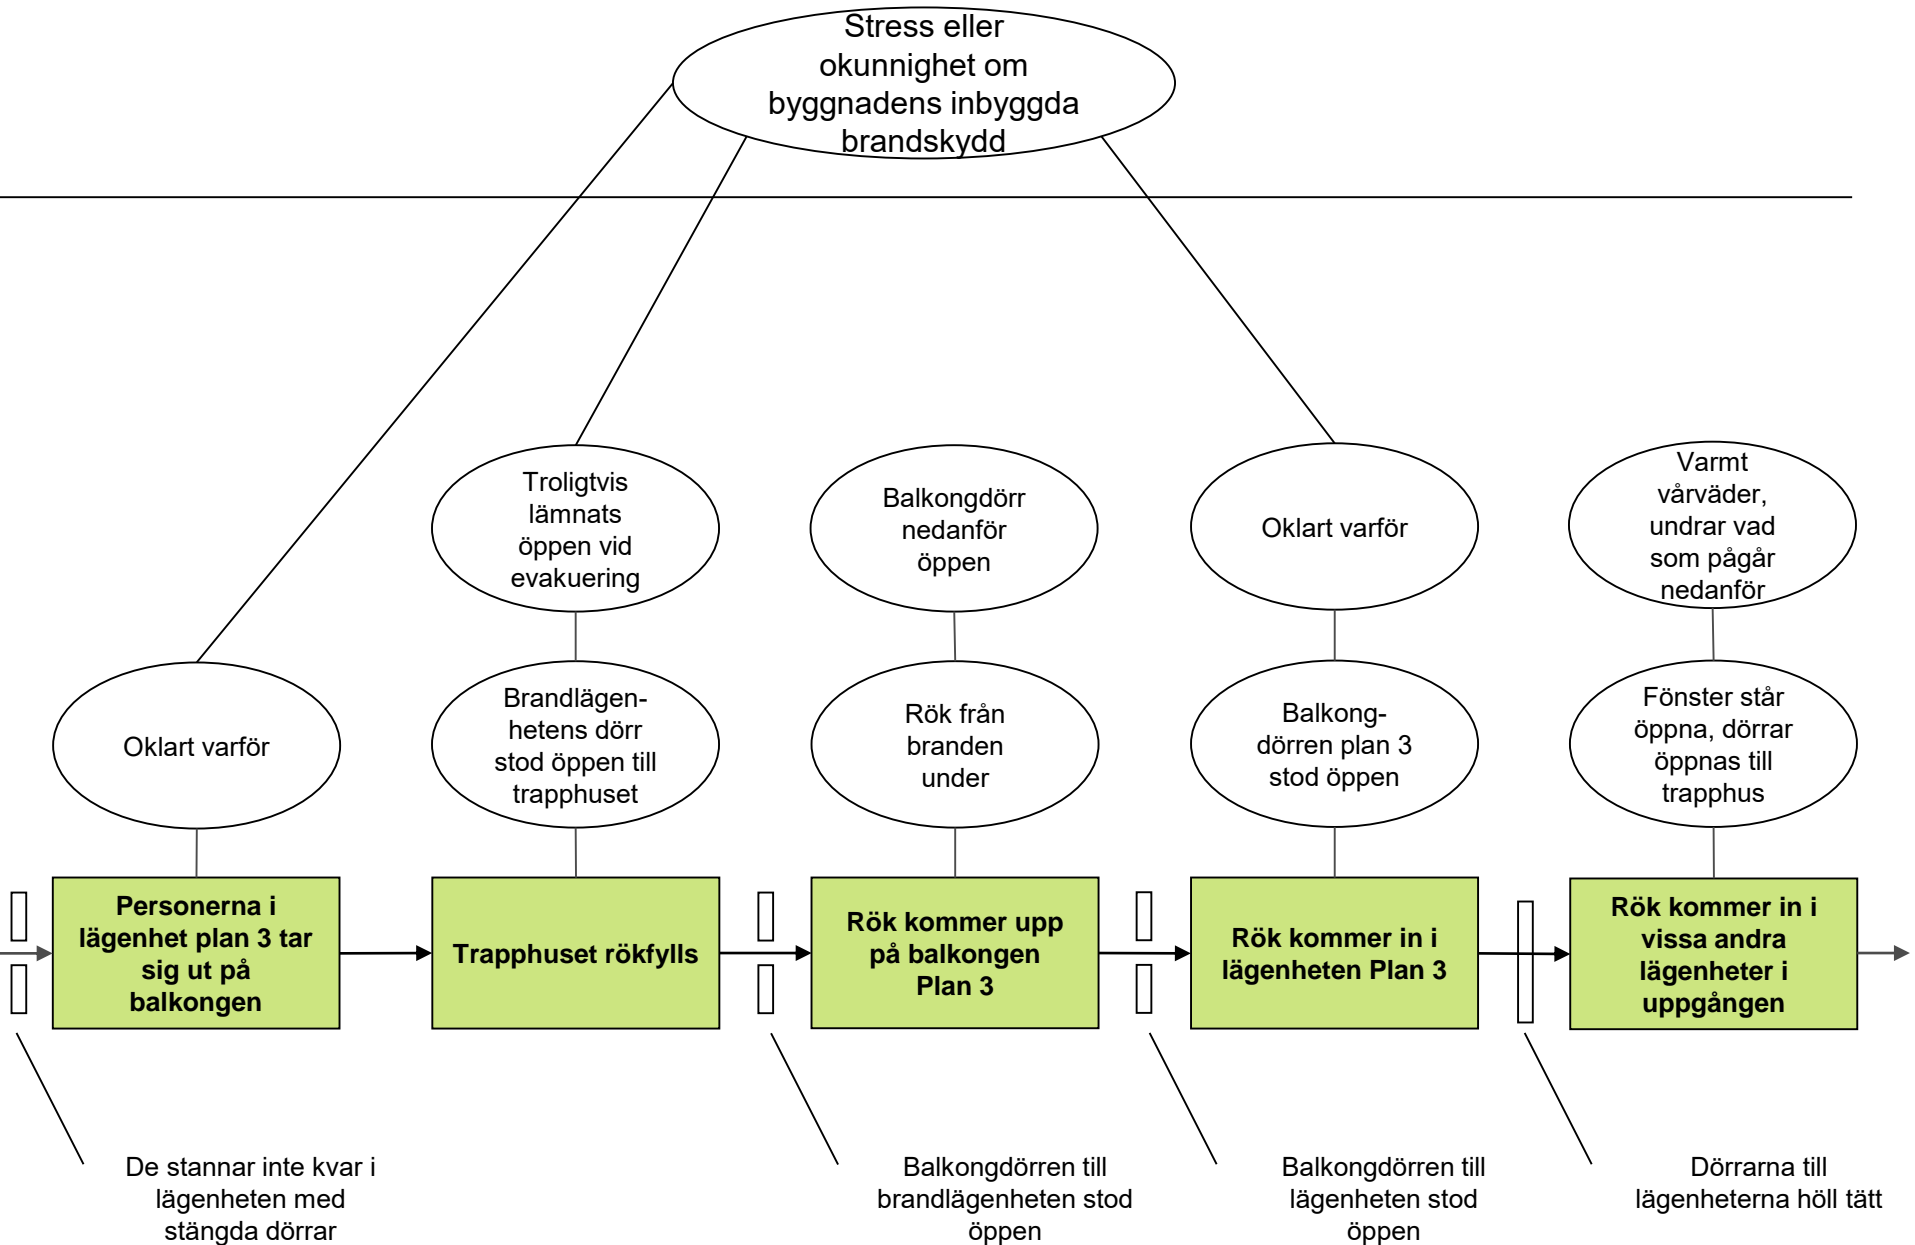 Stress eller
okunnighet om
byggnadens inbyggda
brandskydd
Troligtvis
lämnats
öppen vid
evakuering
Balkongdörr
nedanför
öppen
Oklart varför
Varmt
vårväder,
undrar vad
som pågår
nedanför
Oklart varför
Brandlägen-
hetens dörr
stod öppen till
trapphuset
Rök från
branden
under
Balkong-
dörren plan 3
stod öppen
Fönster står
öppna, dörrar
öppnas till
trapphus
Personerna i
lägenhet plan 3 tar
sig ut på
balkongen
Trapphuset rökfylls
Rök kommer upp
på balkongen
Plan 3
Rök kommer in i
lägenheten Plan 3
Rök kommer in i
vissa andra
lägenheter i
uppgången
De stannar inte kvar i
lägenheten med
stängda dörrar
Balkongdörren till
brandlägenheten stod
öppen
Balkongdörren till
lägenheten stod
öppen
Dörrarna till
lägenheterna höll tätt